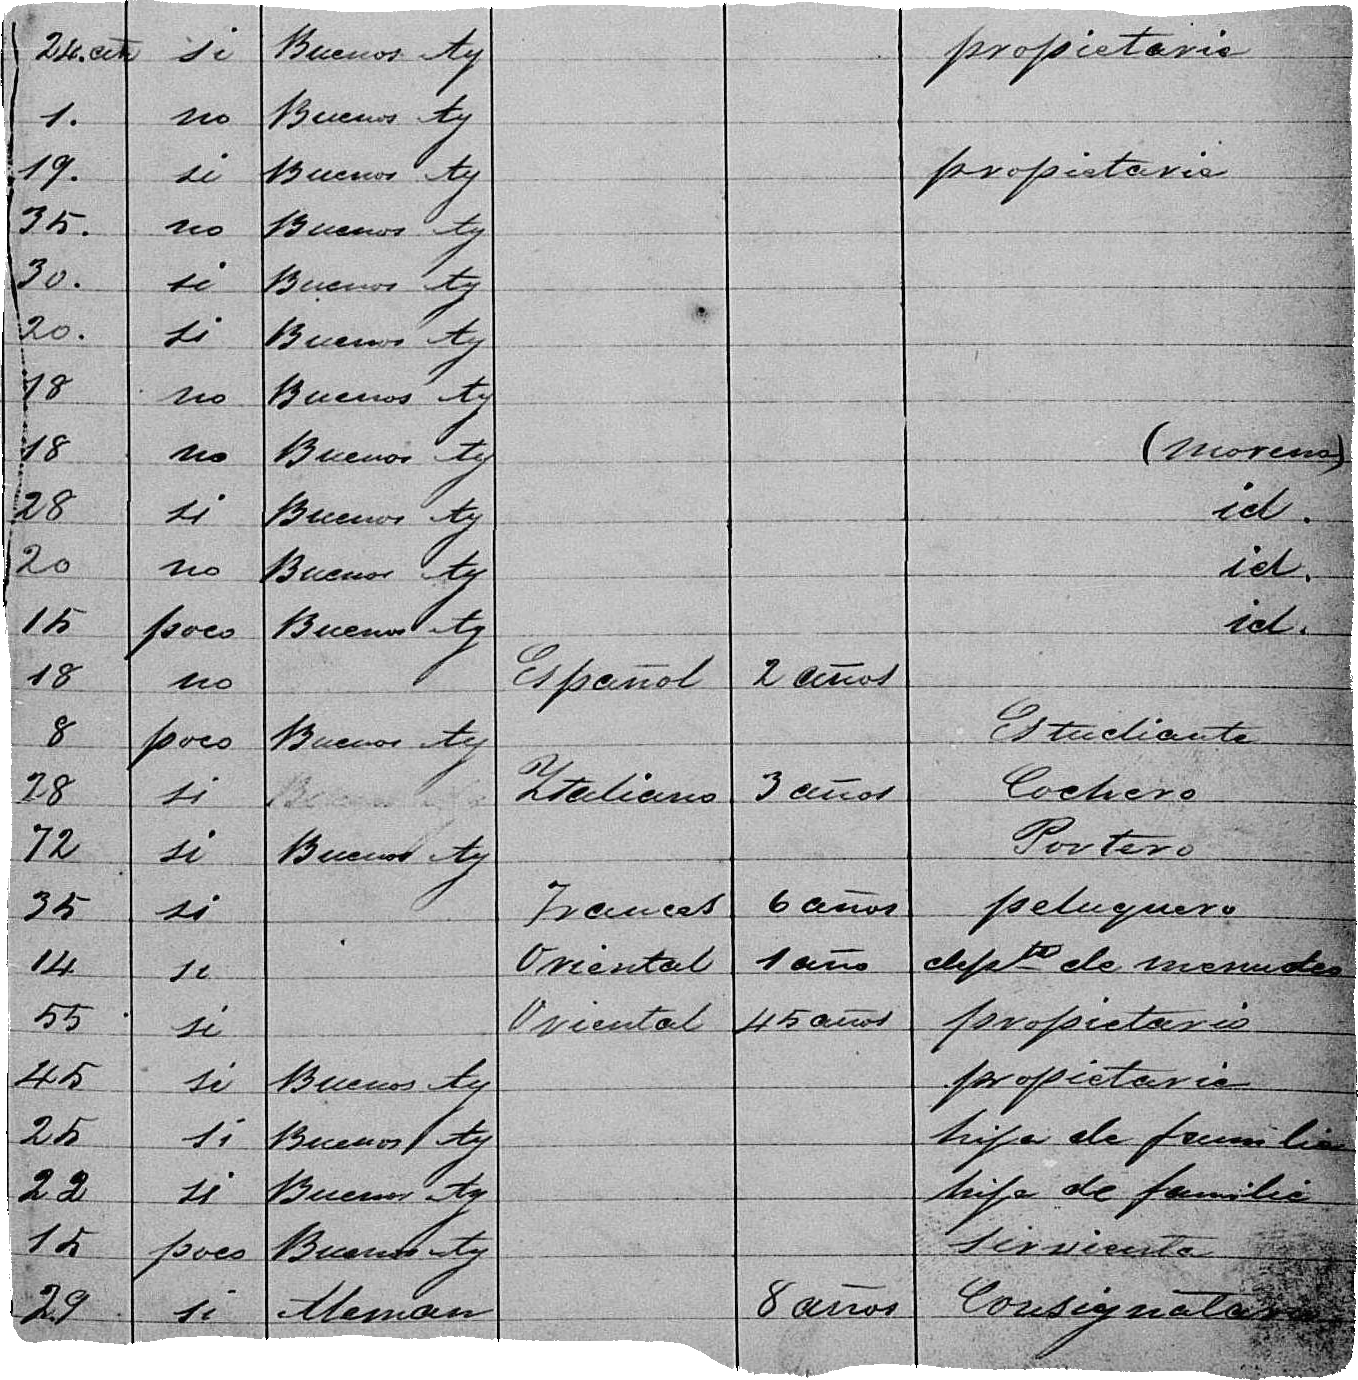 24. si Buenos Ay propietaria
1. no Buenos Ay
19. si Buenos Ay propietaria
35. no Buenos Ay
30. si Buenos Ay
20. si Buenos Ay
18 no Buenos Ay
18 no Buenos Ay (moreno)
28 si Buenos Ay id.
20 no Buenos Ay id.
15 poco Buenos Ay id.
18 no Español 2 años
8 poco Buenos Ay Estudiante
28 si Ytaliano 3 años Cochero
72 si Buenos Ay Portero
35 si Frances 6 años peluquero
14 si Oriental 1 año depte de menudeo
55 si Oriental 45 años propietario
45 si Buenos Ay propietaria
25 si Buenos Ay hija de familia
22 si Buenos Ay hija de familia
15 poco Buenos Ay sirvienta
29 si Aleman 8 años Consignatario